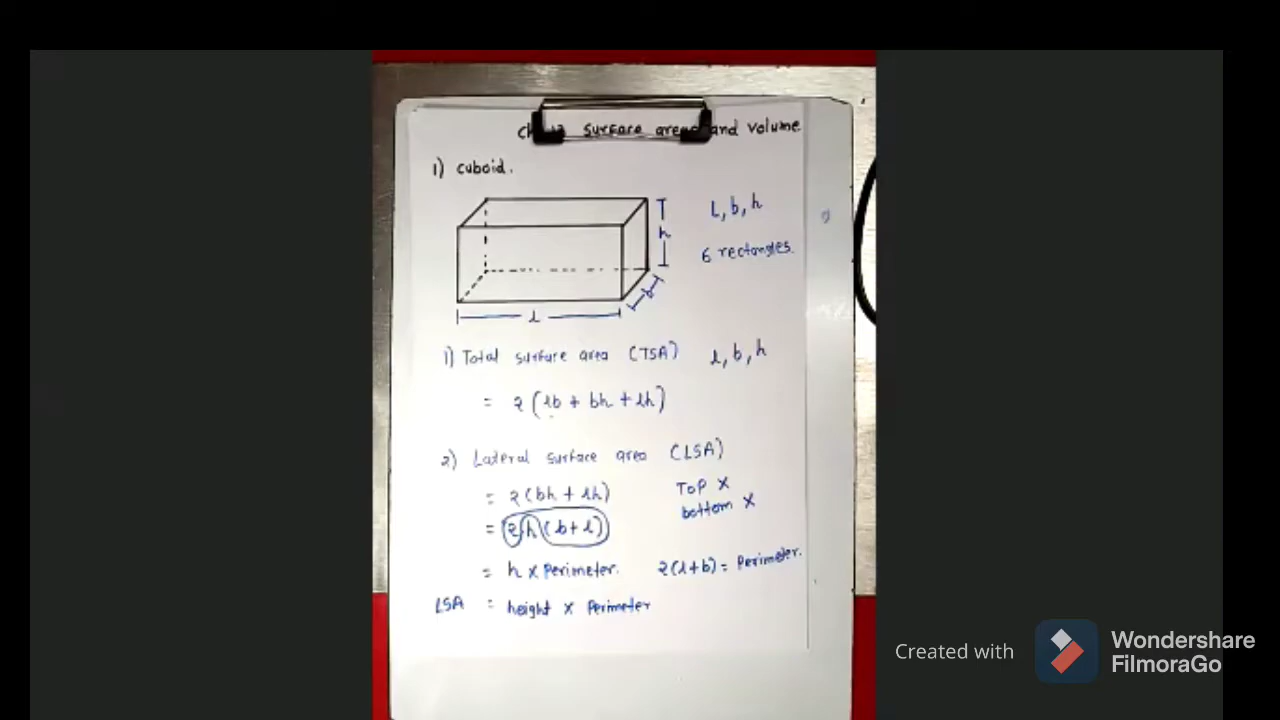 surface area and volume
1) cuboid.
L, b, h
h
6 rectangles.
b
l
1) Total surface area (TSA) l, b, h
= 2 (lb + bh + lh)
2) Lateral surface area (LSA)
= 2 (bh + lh) Top x
bottom x
= 2h (b+l)
= h x Perimeter. 2(l+b) = Perimeter.
LSA = height x Perimeter
Created with
Wondershare
FilmoraGo